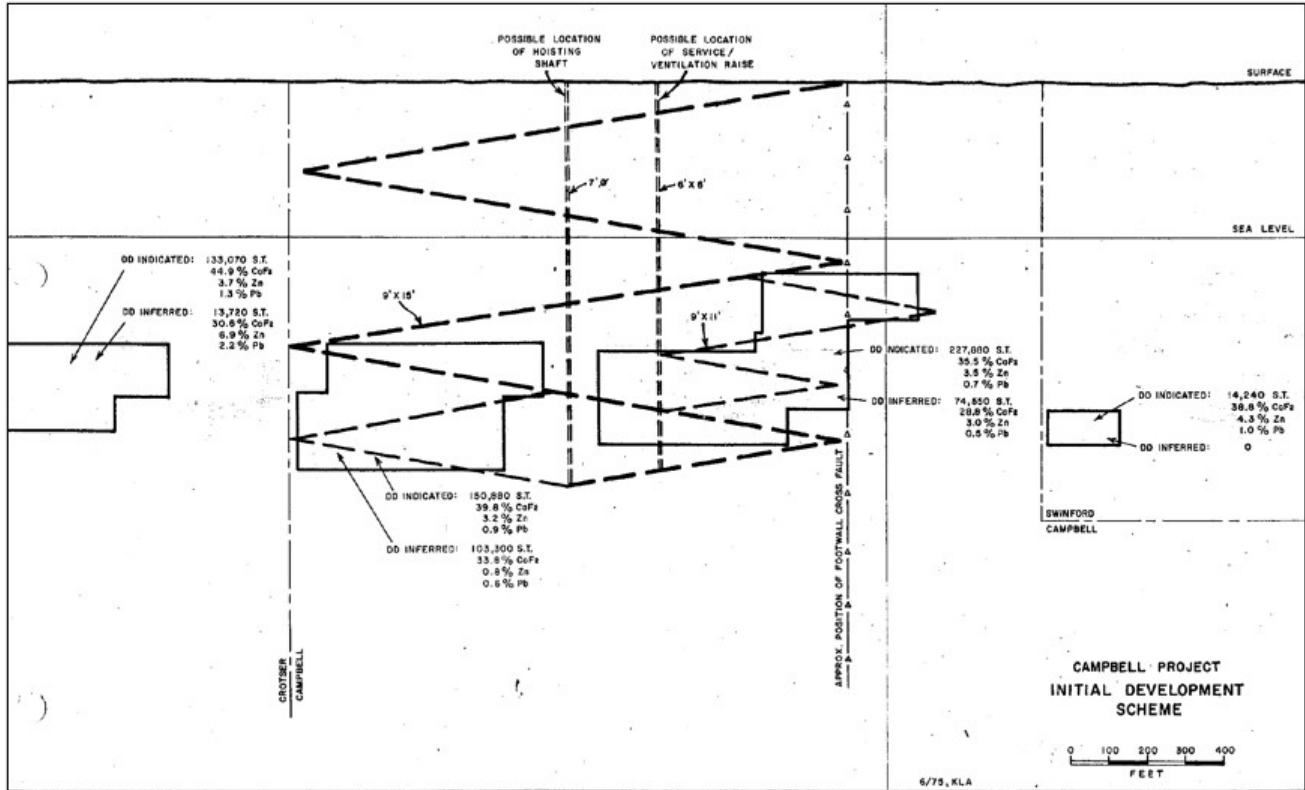 POSSIBLE LOCATION
OF HOISTING
SHAFT
POSSIBLE LOCATION
OF SERVICE/
VENTILATION RAISE
SURFACE
6'X8'
SEA LEVEL
DD INDICATED: 133,070 S.T.
44.9% CaF2
3.7% Zn
1.3% Pb
DD INFERRED: 13,720 S.T.
30.6% CaF2
6.9% Zn
2.2% Pb
9'X15'
9'X11'
DD INDICATED: 227,880 S.T.
35.5% CaF2
3.5% Zn
0.7% Pb
DD INFERRED: 74,550 S.T.
28.8% CaF2
3.0% Zn
0.5% Pb
DD INDICATED: 14,240 S.T.
38.8% CaF2
4.3% Zn
1.0% Pb
DD INFERRED: 0
DD INDICATED: 150,880 S.T.
39.8% CaF2
3.2% Zn
0.9% Pb
DD INFERRED: 103,300 S.T.
33.8% CaF2
0.8% Zn
0.6% Pb
SWINFORD
CAMPBELL
CROTSER
CAMPBELL
APPROX. POSITION OF FOOTWALL CROSS FAULT
CAMPBELL PROJECT
INITIAL DEVELOPMENT
SCHEME
0 100 200 300 400
FEET
6/75, KLA